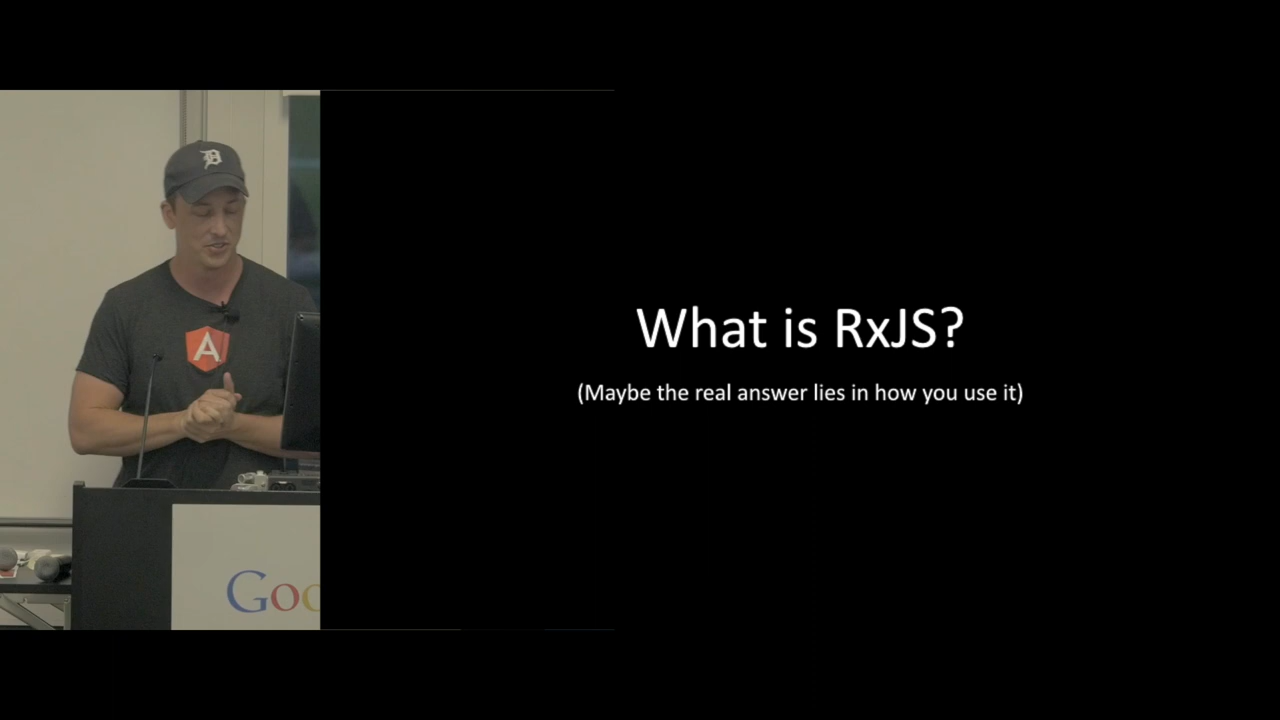 D
A
What is RxJS?
(Maybe the real answer lies in how you use it)
Goo